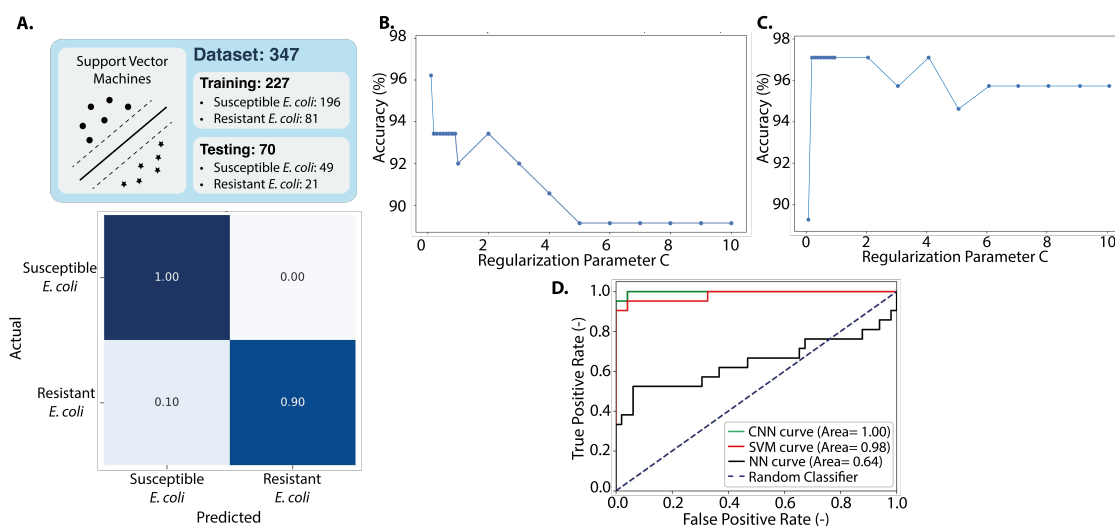 A.
Support Vector
Machines
Dataset: 347
Training: 227
• Susceptible E. coli: 196
• Resistant E. coli: 81
Testing: 70
• Susceptible E. coli: 49
• Resistant E. coli: 21
Actual
Susceptible
E. coli
Resistant
E. coli
1.00
0.00
0.10
0.90
Susceptible
E. coli
Resistant
E. coli
Predicted
B.
Accuracy (%)
98
96
94
92
90
0
2
4
6
8
10
Regularization Parameter C
C.
Accuracy (%)
98
96
94
92
90
0
2
4
6
8
10
Regularization Parameter C
D.
True Positive Rate (-)
1.0
0.8
0.6
0.4
0.2
0.0
0.0
0.2
0.4
0.6
0.8
1.0
False Positive Rate (-)
CNN curve (Area= 1.00)
SVM curve (Area= 0.98)
NN curve (Area= 0.64)
Random Classifier